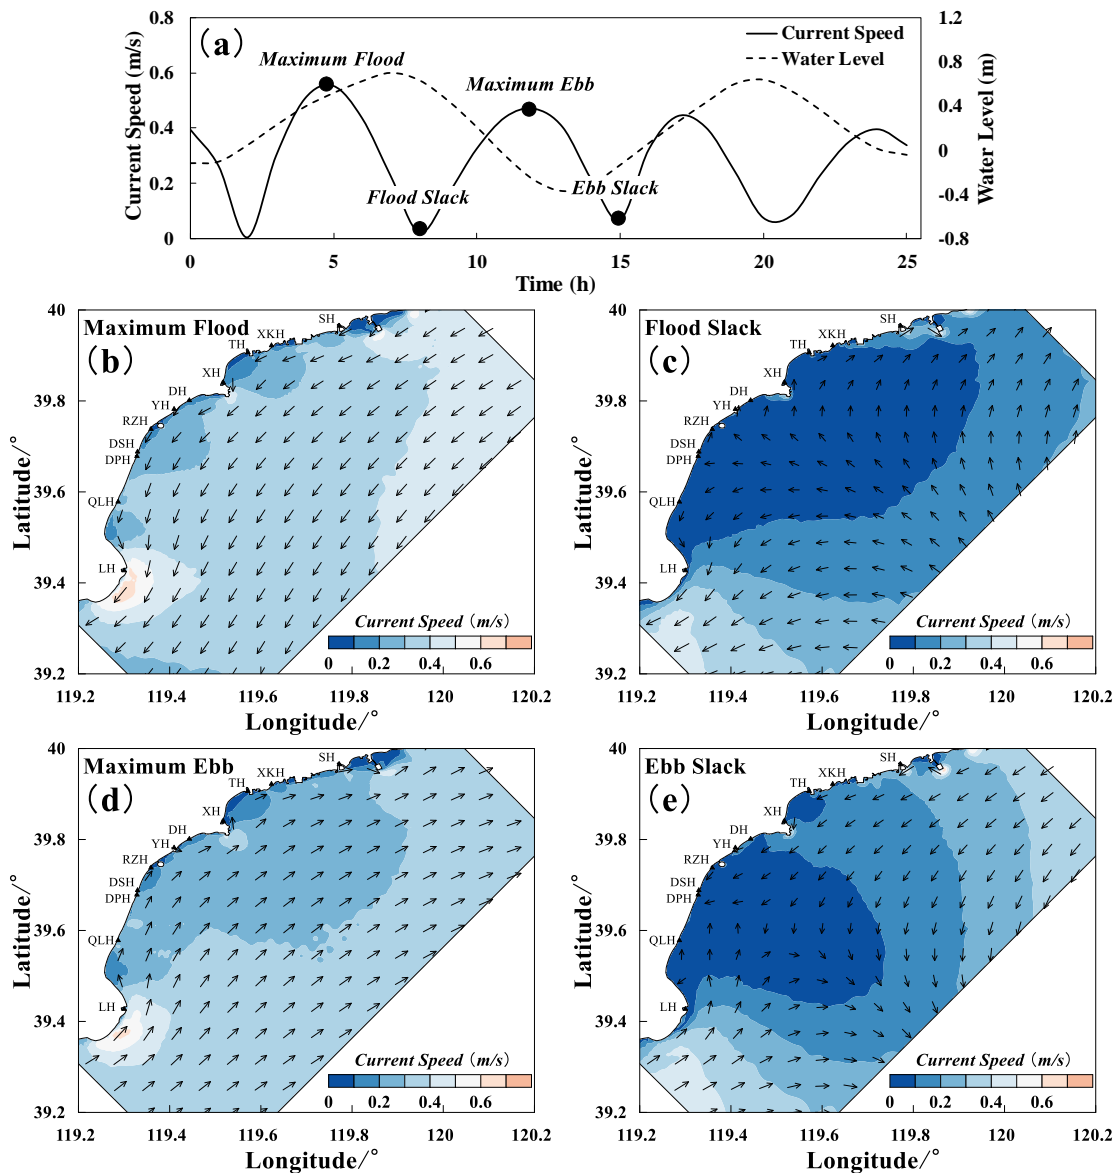 (a)
Current Speed (m/s)
0.8
0.6
0.4
0.2
0
Maximum Flood
Maximum Ebb
Flood Slack
Ebb Slack
Current Speed
Water Level
1.2
0.8
0.4
0
-0.4
-0.8
Water Level (m)
0 5 10 15 20 25
Time (h)
Maximum Flood
(b)
Latitude/°
40
39.8
39.6
39.4
39.2
SH
XKH
TH
XH
DH
YH
RZH
DSH
DPH
QLH
LH
Current Speed (m/s)
0 0.2 0.4 0.6
119.2 119.4 119.6 119.8 120 120.2
Longitude/°
Flood Slack
(c)
Latitude/°
40
39.8
39.6
39.4
39.2
SH
XKH
TH
XH
DH
YH
RZH
DSH
DPH
QLH
LH
Current Speed (m/s)
0 0.2 0.4 0.6
119.2 119.4 119.6 119.8 120 120.2
Longitude/°
Maximum Ebb
(d)
Latitude/°
40
39.8
39.6
39.4
39.2
SH
XKH
TH
XH
DH
YH
RZH
DSH
DPH
QLH
LH
Current Speed (m/s)
0 0.2 0.4 0.6
119.2 119.4 119.6 119.8 120 120.2
Longitude/°
Ebb Slack
(e)
Latitude/°
40
39.8
39.6
39.4
39.2
SH
XKH
TH
XH
DH
YH
RZH
DSH
DPH
QLH
LH
Current Speed (m/s)
0 0.2 0.4 0.6
119.2 119.4 119.6 119.8 120 120.2
Longitude/°